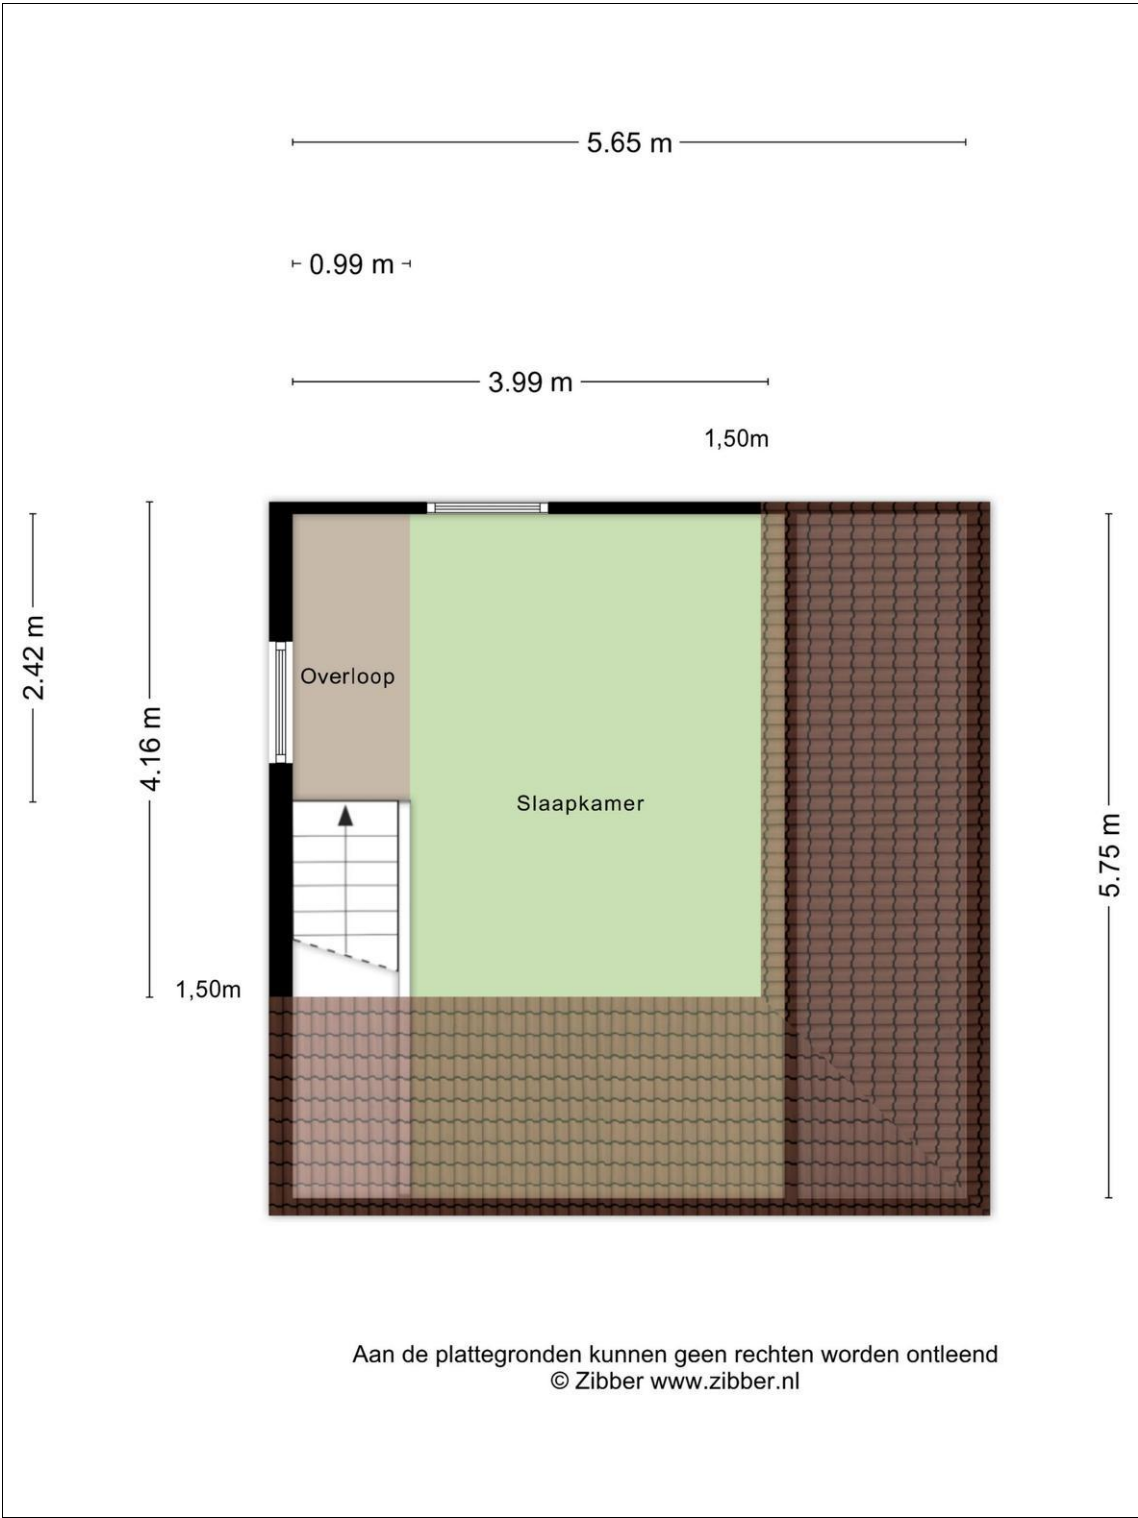 5.65 m
0.99 m
3.99 m
1,50m
2.42 m
4.16 m
Overloop
Slaapkamer
5.75 m
1,50m
Aan de plattegronden kunnen geen rechten worden ontleend
© Zibber www.zibber.nl